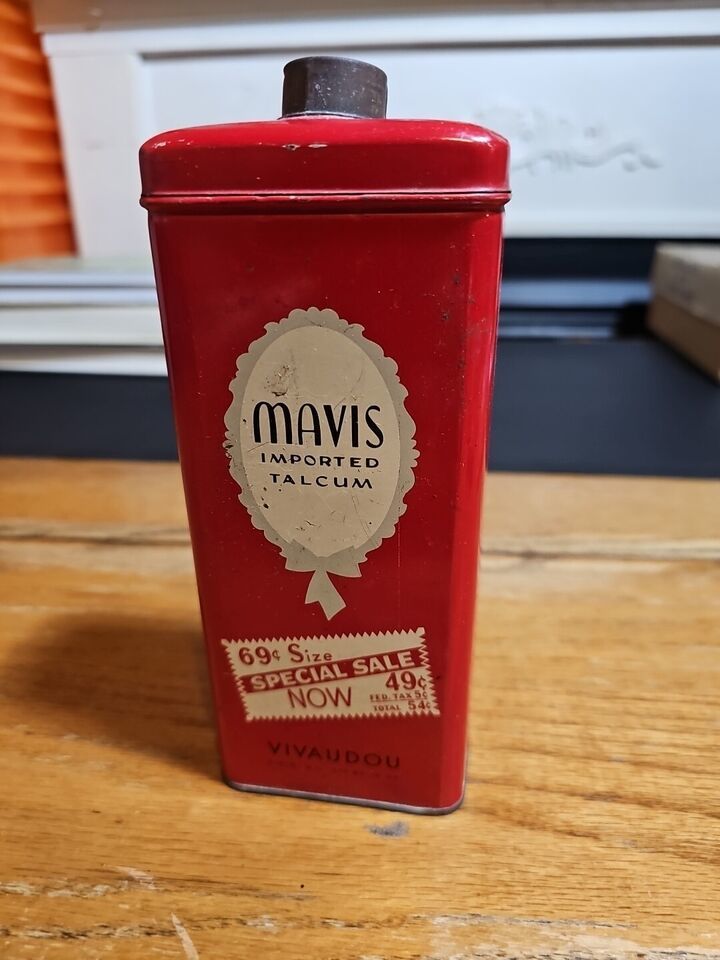 MAVIS
IMPORTED
TALCUM
69¢ Size
SPECIAL SALE
NOW 49¢
FED. TAX 5¢
TOTAL 54¢
VIVAUDOU